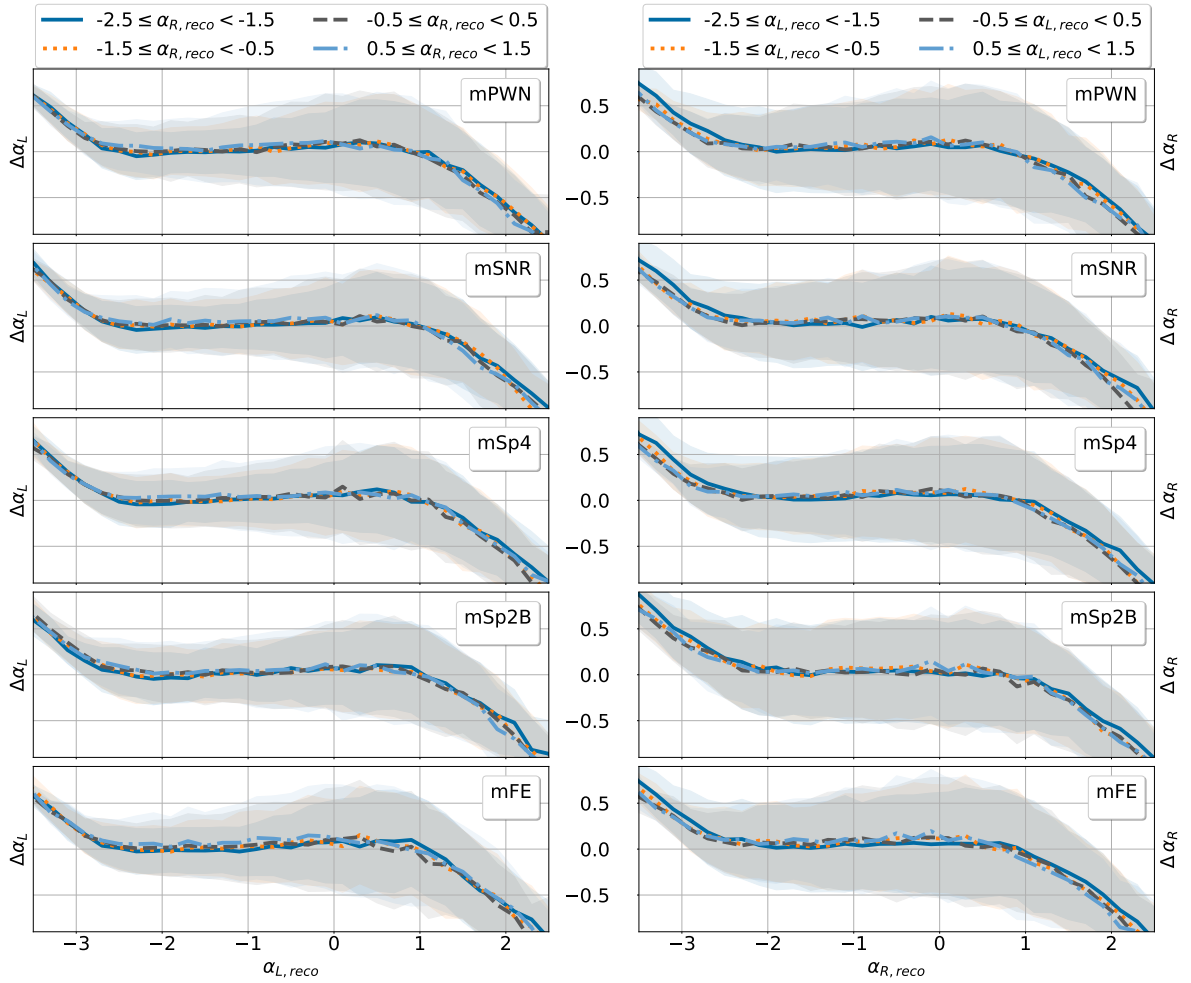 -2.5 ≤ α_{R,reco} < -1.5
-0.5 ≤ α_{R,reco} < 0.5
-1.5 ≤ α_{R,reco} < -0.5
0.5 ≤ α_{R,reco} < 1.5
-2.5 ≤ α_{L,reco} < -1.5
-0.5 ≤ α_{L,reco} < 0.5
-1.5 ≤ α_{L,reco} < -0.5
0.5 ≤ α_{L,reco} < 1.5
mPWN
mPWN
Δα_L
0.5
0.0
−0.5
Δα_R
mSNR
mSNR
Δα_L
0.5
0.0
−0.5
Δα_R
mSp4
mSp4
Δα_L
0.5
0.0
−0.5
Δα_R
mSp2B
mSp2B
Δα_L
0.5
0.0
−0.5
Δα_R
mFE
mFE
Δα_L
0.5
0.0
−0.5
Δα_R
−3 −2 −1 0 1 2
−3 −2 −1 0 1 2
α_{L,reco}
α_{R,reco}